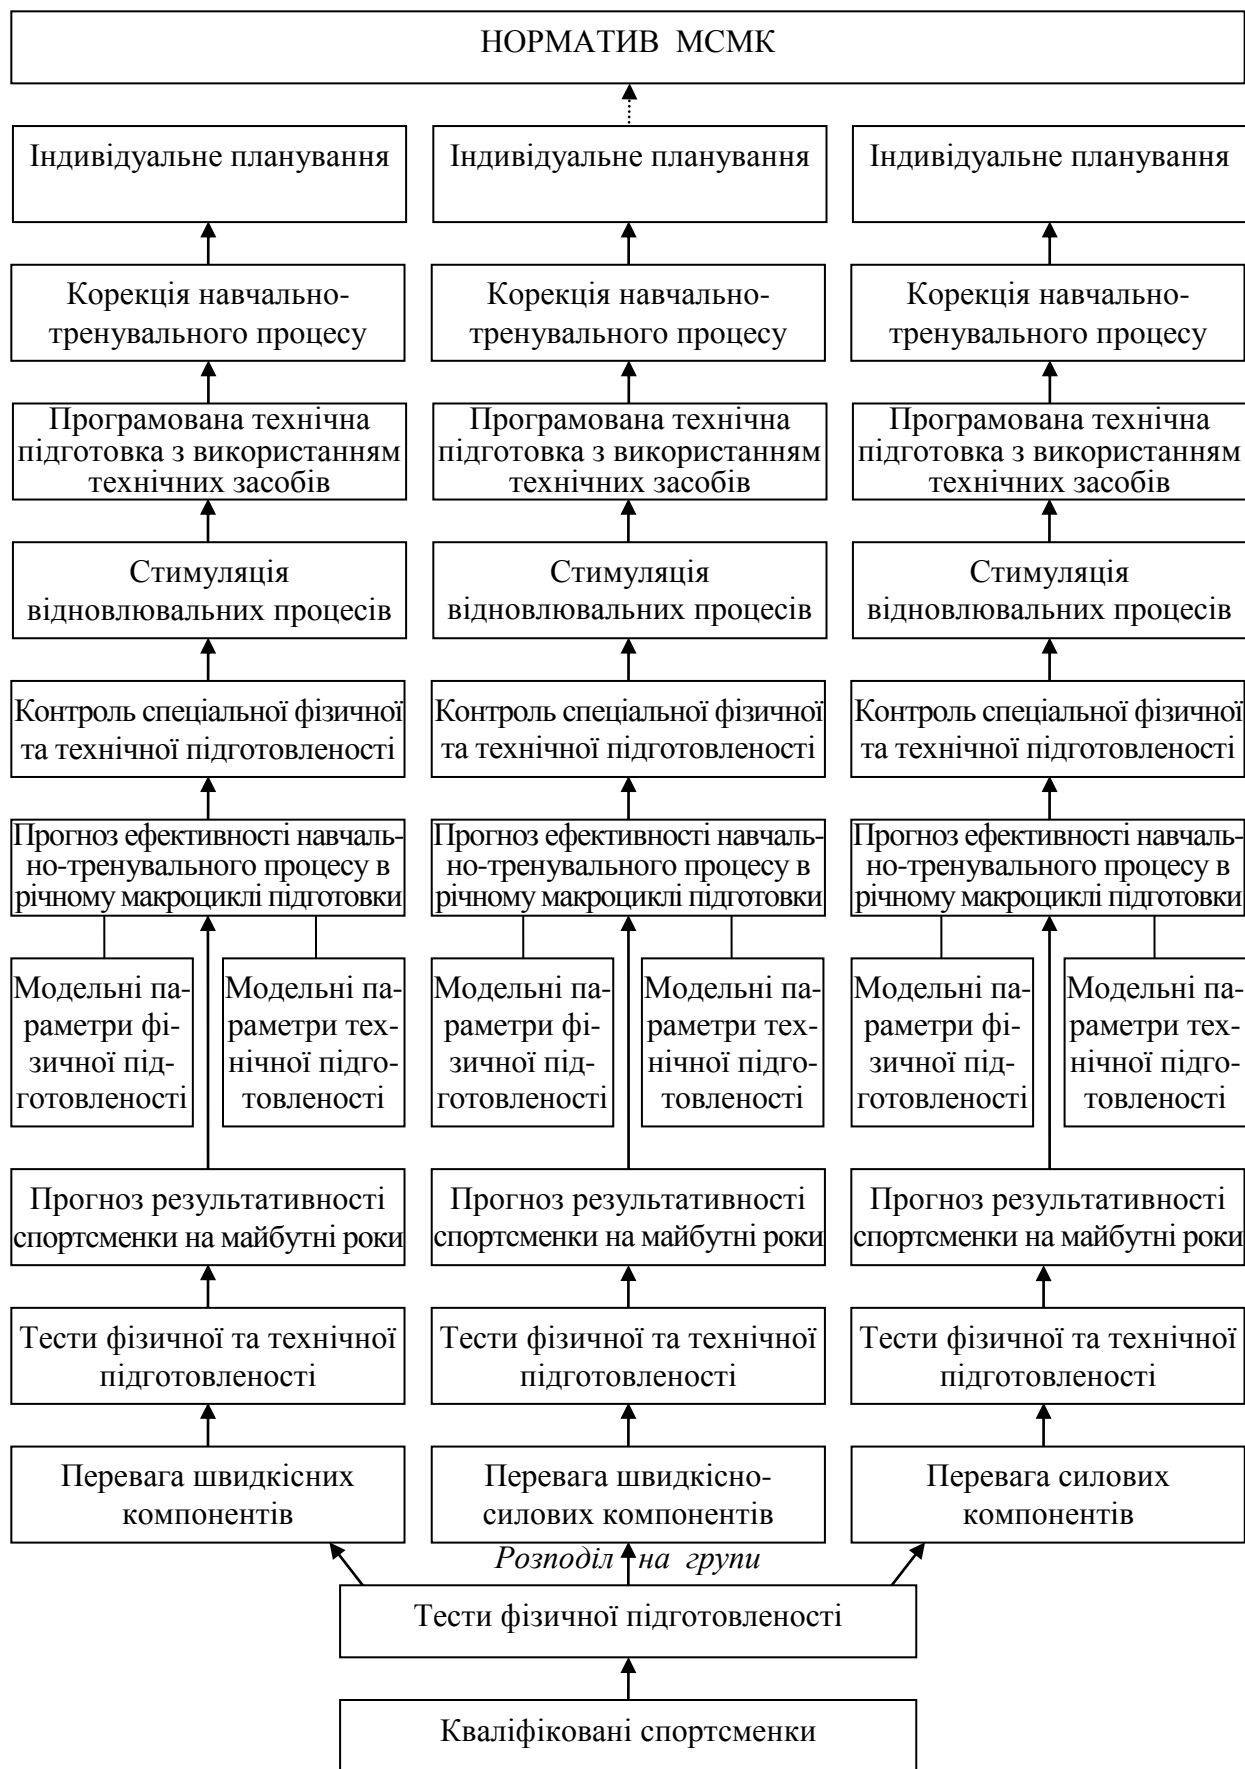 НОРМАТИВ МСМК
Індивідуальне планування
Індивідуальне планування
Індивідуальне планування
Корекція навчально-
тренувального процесу
Корекція навчально-
тренувального процесу
Корекція навчально-
тренувального процесу
Програмована технічна
підготовка з використанням
технічних засобів
Програмована технічна
підготовка з використанням
технічних засобів
Програмована технічна
підготовка з використанням
технічних засобів
Стимуляція
відновлювальних процесів
Стимуляція
відновлювальних процесів
Стимуляція
відновлювальних процесів
Контроль спеціальної фізичної
та технічної підготовленості
Контроль спеціальної фізичної
та технічної підготовленості
Контроль спеціальної фізичної
та технічної підготовленості
Прогноз ефективності навчаль-
но-тренувального процесу в
річному макроциклі підготовки
Прогноз ефективності навчаль-
но-тренувального процесу в
річному макроциклі підготовки
Прогноз ефективності навчаль-
но-тренувального процесу в
річному макроциклі підготовки
Модельні па-
раметри фі-
зичної під-
готовленості
Модельні па-
раметри тех-
нічної підго-
товленості
Модельні па-
раметри фі-
зичної під-
готовленості
Модельні па-
раметри тех-
нічної підго-
товленості
Модельні па-
раметри фі-
зичної під-
готовленості
Модельні па-
раметри тех-
нічної підго-
товленості
Прогноз результативності
спортсменки на майбутні роки
Прогноз результативності
спортсменки на майбутні роки
Прогноз результативності
спортсменки на майбутні роки
Тести фізичної та технічної
підготовленості
Тести фізичної та технічної
підготовленості
Тести фізичної та технічної
підготовленості
Перевага швидкісних
компонентів
Перевага швидкісно-
силових компонентів
Перевага силових
компонентів
Розподіл на групи
Тести фізичної підготовленості
Кваліфіковані спортсменки